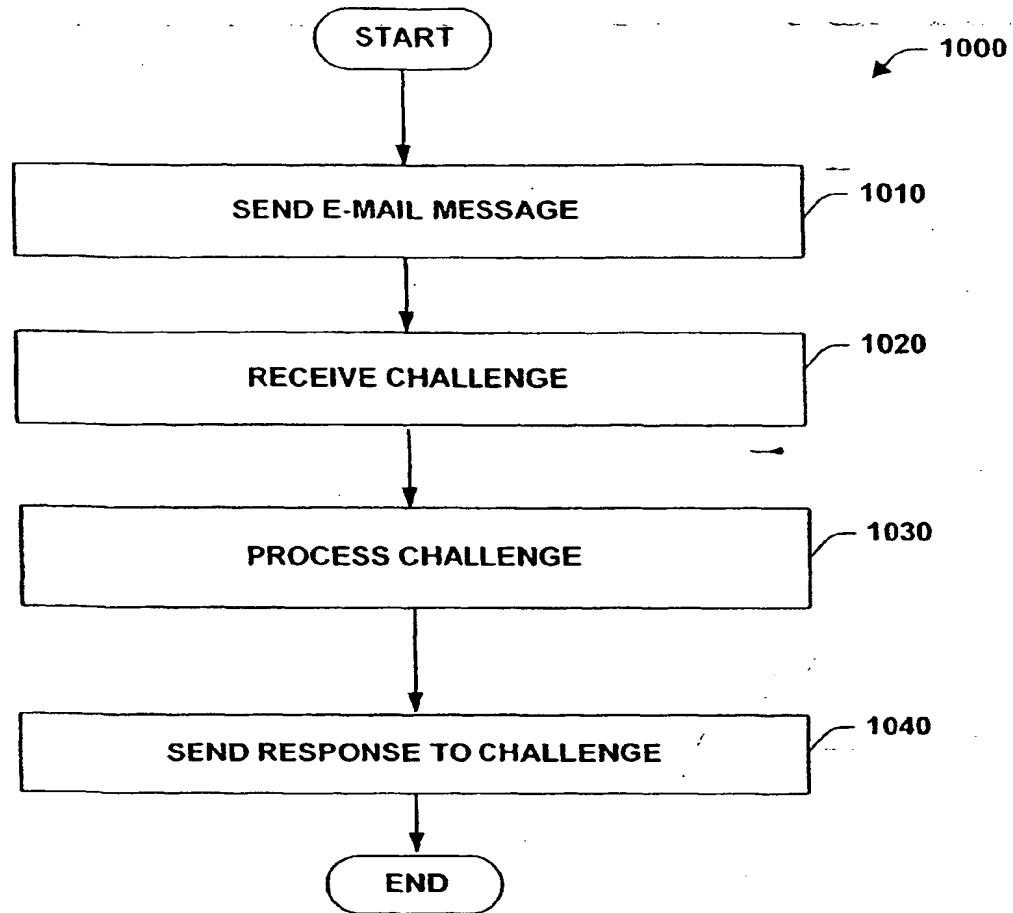 START
1000
SEND E-MAIL MESSAGE
1010
RECEIVE CHALLENGE
1020
PROCESS CHALLENGE
1030
SEND RESPONSE TO CHALLENGE
1040
END